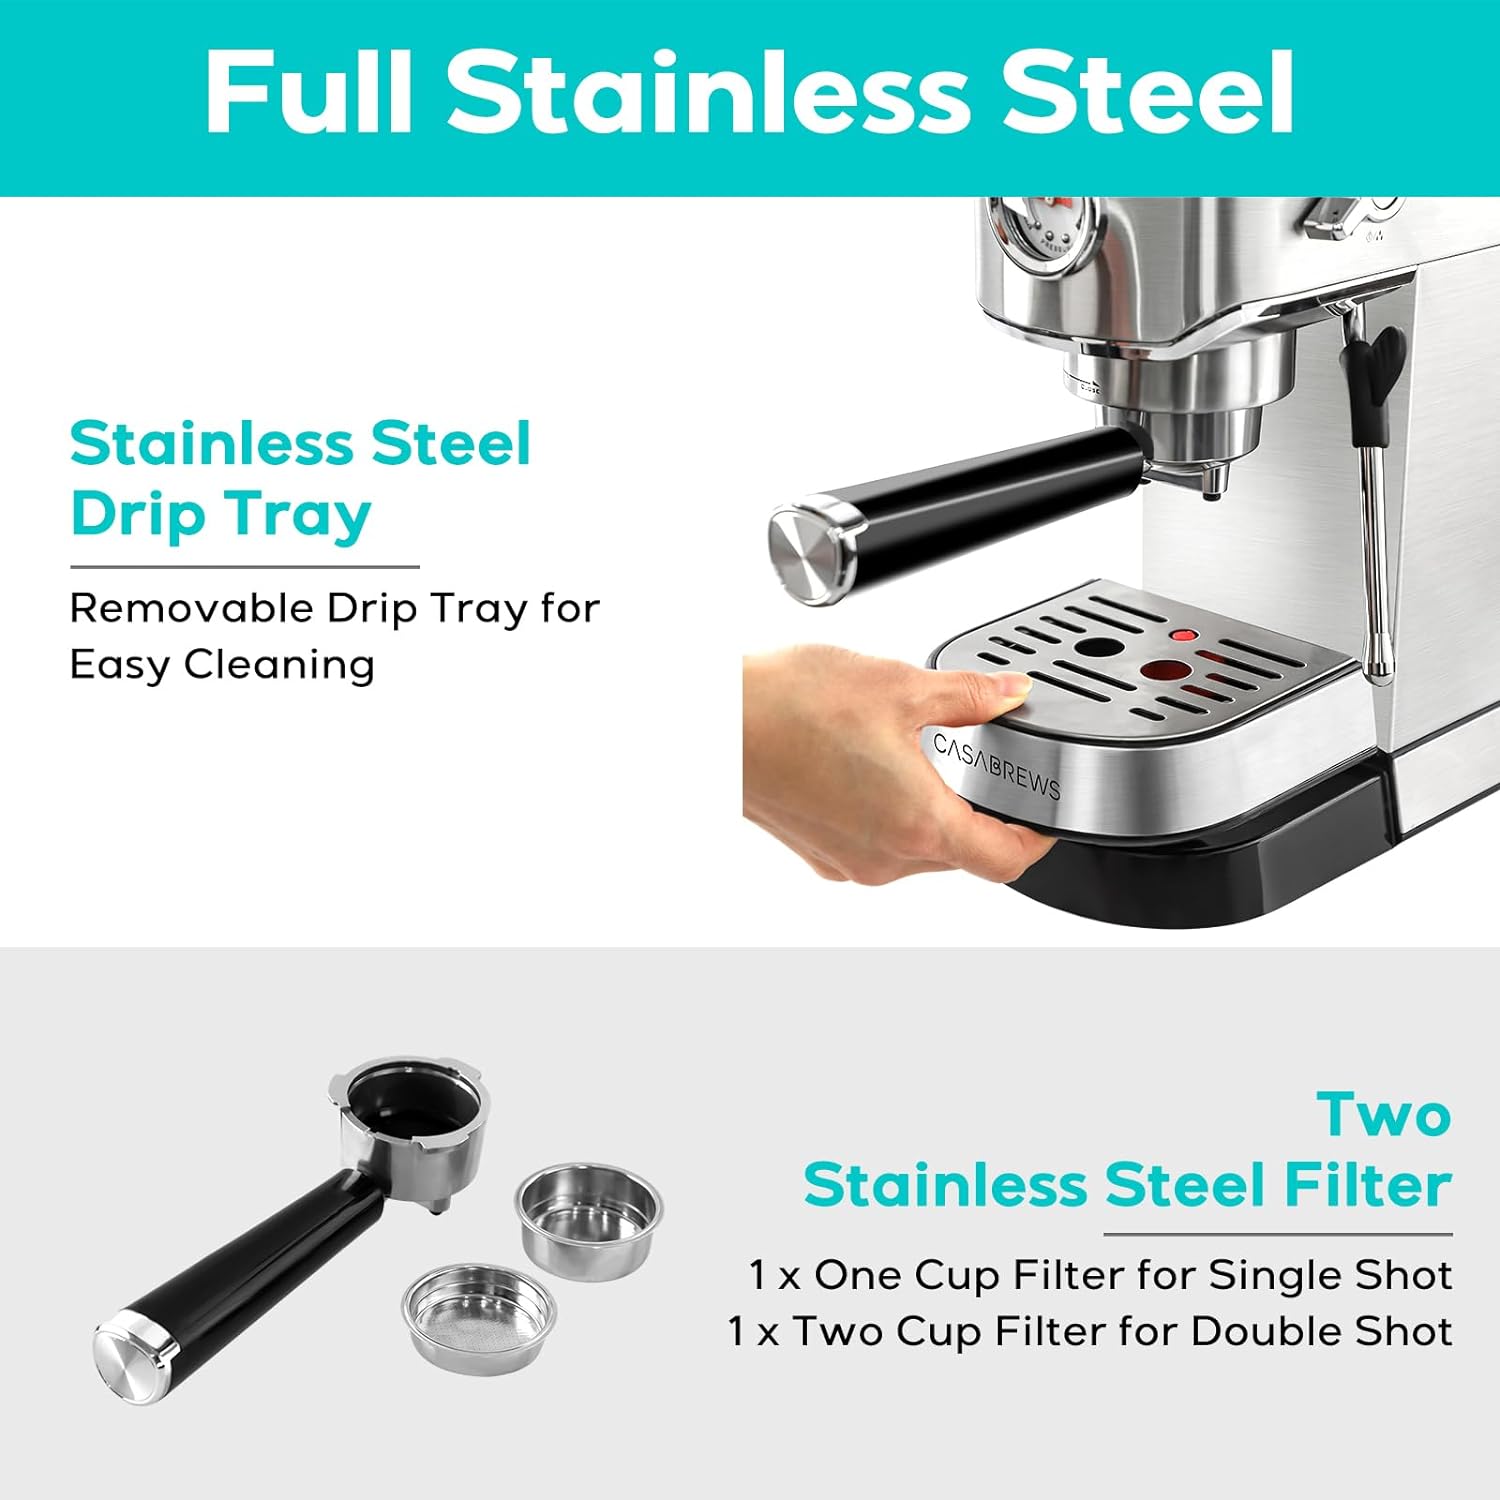 Full Stainless Steel
CLOSE
Stainless Steel
Drip Tray
Removable Drip Tray for
Easy Cleaning
CASABREWS
Two
Stainless Steel Filter
1 x One Cup Filter for Single Shot
1 x Two Cup Filter for Double Shot